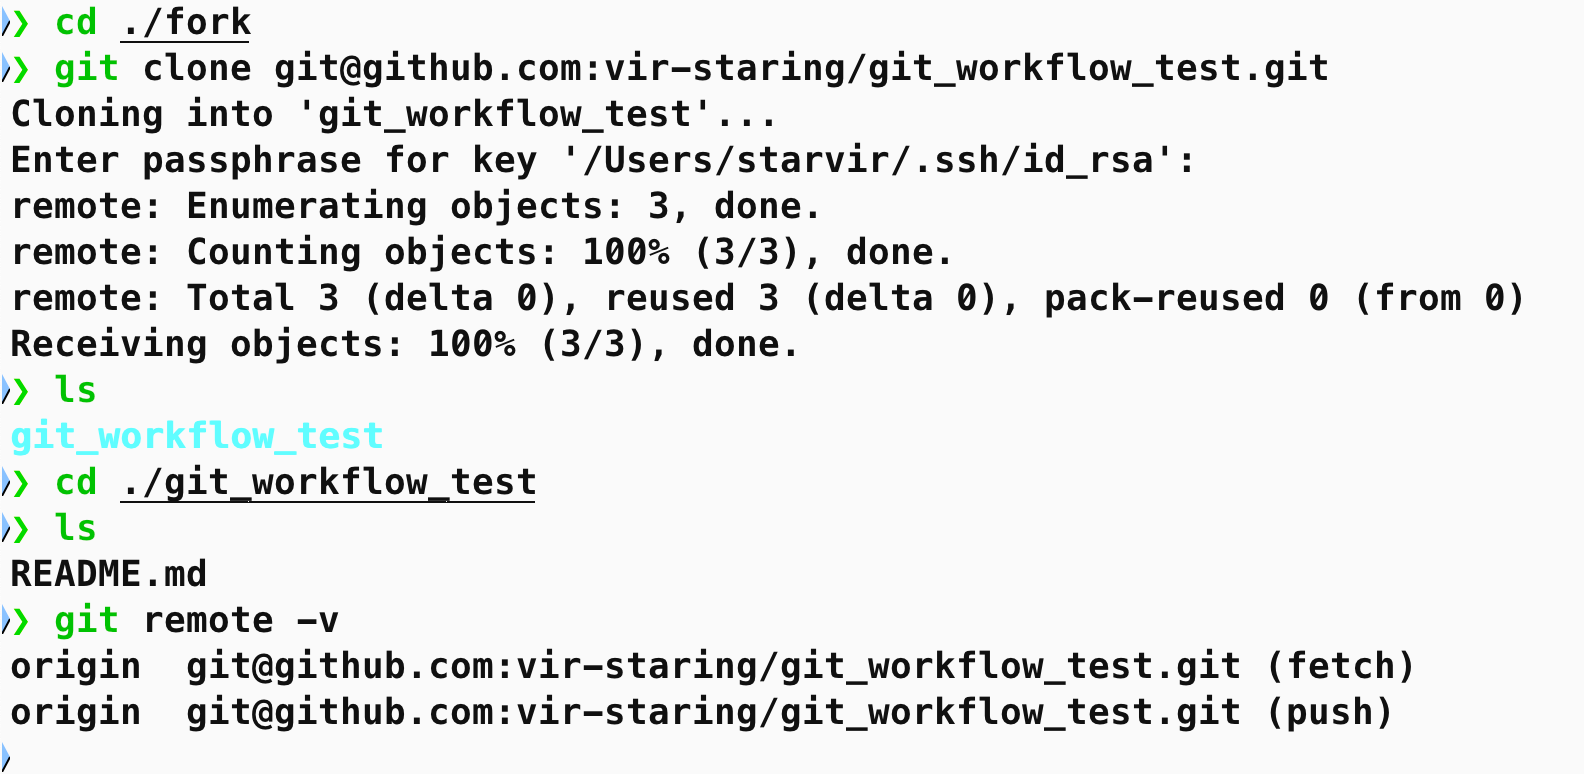 ❯ cd ./fork
❯ git clone git@github.com:vir-staring/git_workflow_test.git
Cloning into 'git_workflow_test'...
Enter passphrase for key '/Users/starvir/.ssh/id_rsa':
remote: Enumerating objects: 3, done.
remote: Counting objects: 100% (3/3), done.
remote: Total 3 (delta 0), reused 3 (delta 0), pack-reused 0 (from 0)
Receiving objects: 100% (3/3), done.
❯ ls
git_workflow_test
❯ cd ./git_workflow_test
❯ ls
README.md
❯ git remote -v
origin  git@github.com:vir-staring/git_workflow_test.git (fetch)
origin  git@github.com:vir-staring/git_workflow_test.git (push)